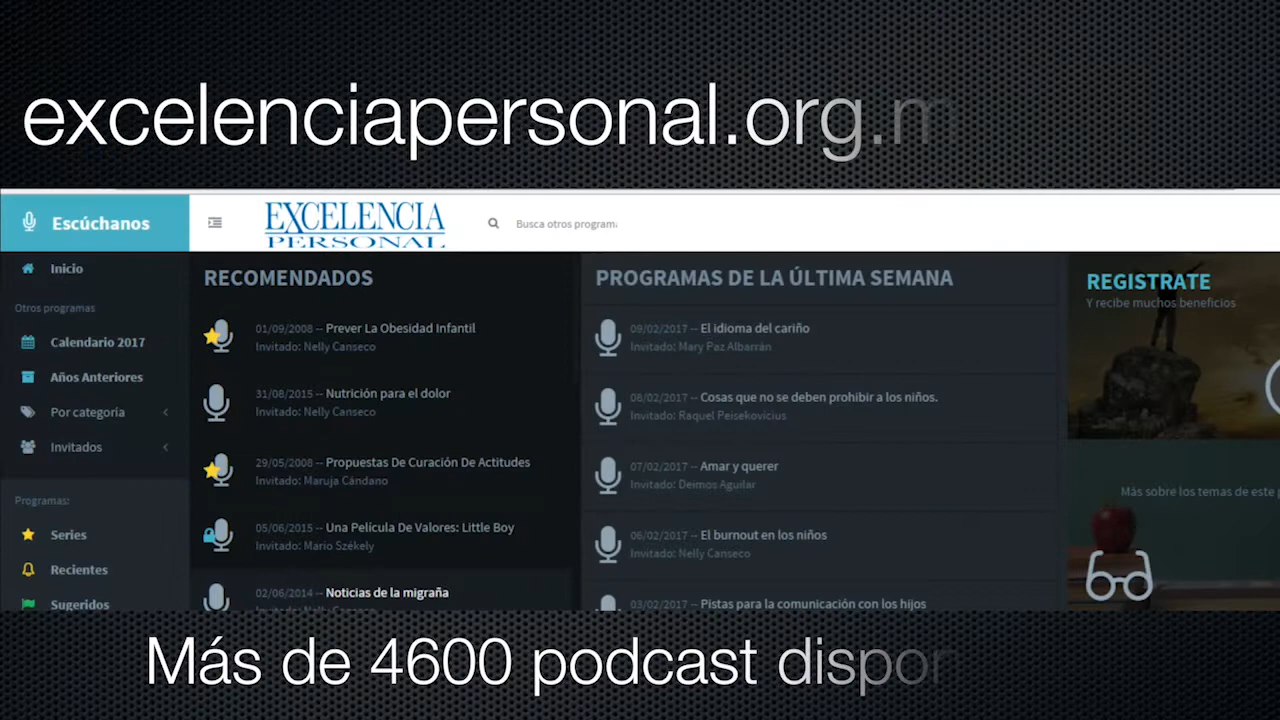 excelenciapersonal.org.m
Escúchanos
EXCELENCIA
PERSONAL
Busca otros programa
Inicio
Otros programas
Calendario 2017
Años Anteriores
Por categoría
Invitados
Programas:
Series
Recientes
Sugeridos
RECOMENDADOS
01/09/2008 -- Prever La Obesidad Infantil
Invitado: Nelly Canseco
31/08/2015 -- Nutrición para el dolor
Invitado: Nelly Canseco
29/05/2008 -- Propuestas De Curación De Actitudes
Invitado: Maruja Cándano
05/06/2015 -- Una Película De Valores: Little Boy
Invitado: Mario Székely
02/06/2014 -- Noticias de la migraña
Invitado: Nelly Canseco
PROGRAMAS DE LA ÚLTIMA SEMANA
09/02/2017 -- El idioma del cariño
Invitado: Mary Paz Albarrán
08/02/2017 -- Cosas que no se deben prohibir a los niños.
Invitado: Raquel Peisekovicius
07/02/2017 -- Amar y querer
Invitado: Deimos Aguilar
06/02/2017 -- El burnout en los niños
Invitado: Nelly Canseco
03/02/2017 -- Pistas para la comunicación con los hijos
REGISTRATE
Y recibe muchos beneficios
Más sobre los temas de este
Más de 4600 podcast dispon